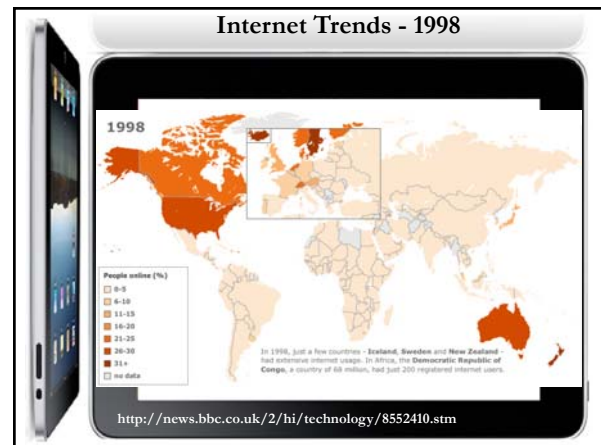 Internet Trends - 1998
1998
People online (%)
0-5
6-10
11-15
16-20
21-25
26-30
31+
no data
In 1998, just a few countries - Iceland, Sweden and New Zealand -
had extensive internet usage. In Africa, the Democratic Republic of
Congo, a country of 68 million, had just 200 registered internet users.
http://news.bbc.co.uk/2/hi/technology/8552410.stm